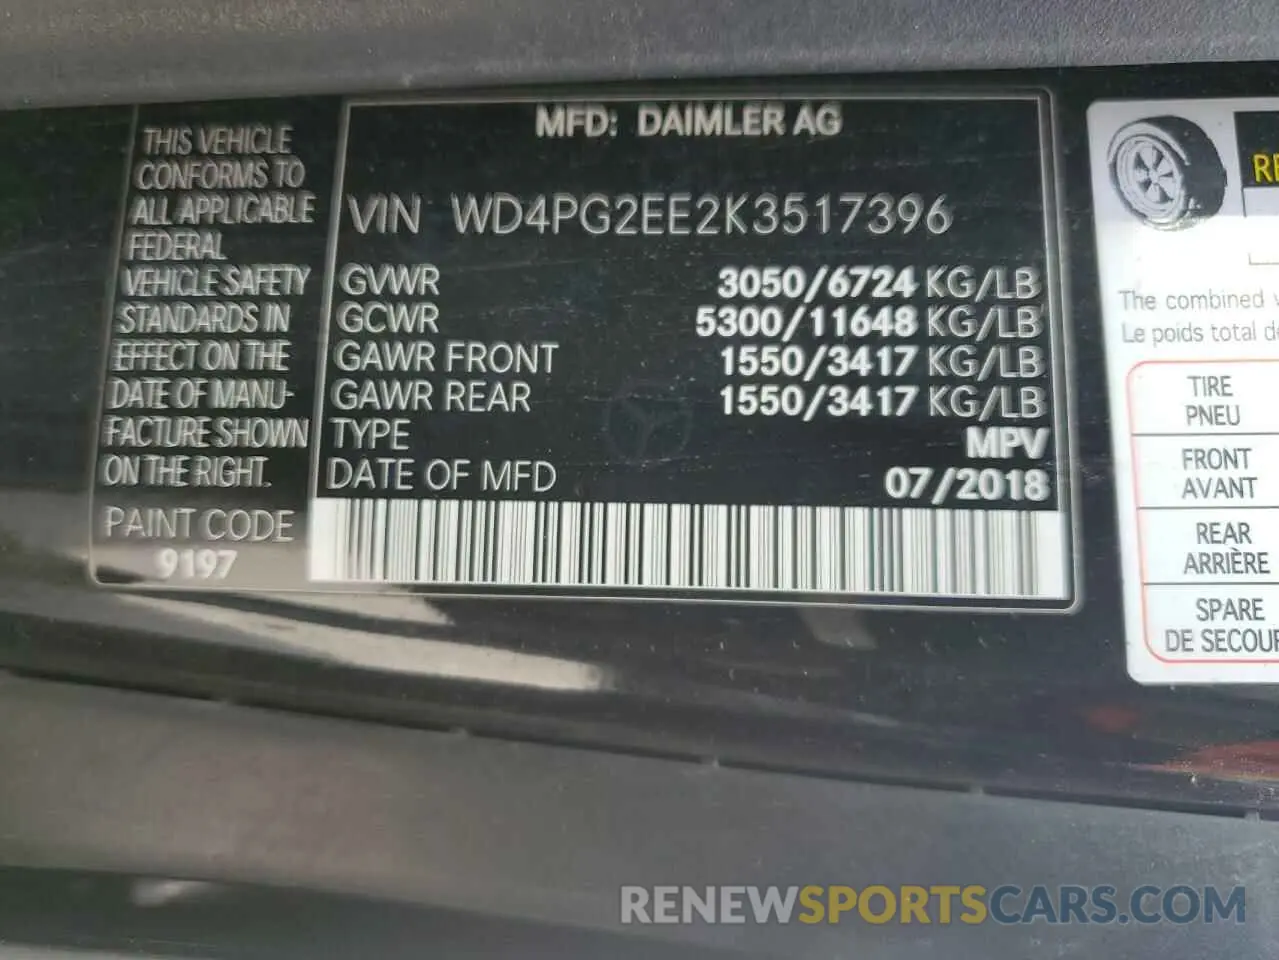 THIS VEHICLE
CONFORMS TO
ALL APPLICABLE
FEDERAL
VEHICLE SAFETY
STANDARDS IN
EFFECT ON THE
DATE OF MANU-
FACTURE SHOWN
ON THE RIGHT.
PAINT CODE
9197
MFD: DAIMLER AG
VIN WD4PG2EE2K3517396
GVWR 3050/6724 KG/LB
GCWR 5300/11648 KG/LB
GAWR FRONT 1550/3417 KG/LB
GAWR REAR 1550/3417 KG/LB
TYPE MPV
DATE OF MFD 07/2018
The combined
Le poids total
TIRE
PNEU
FRONT
AVANT
REAR
ARRIÈRE
SPARE
DE SECOUR
RENEWSPORTSCARS.COM